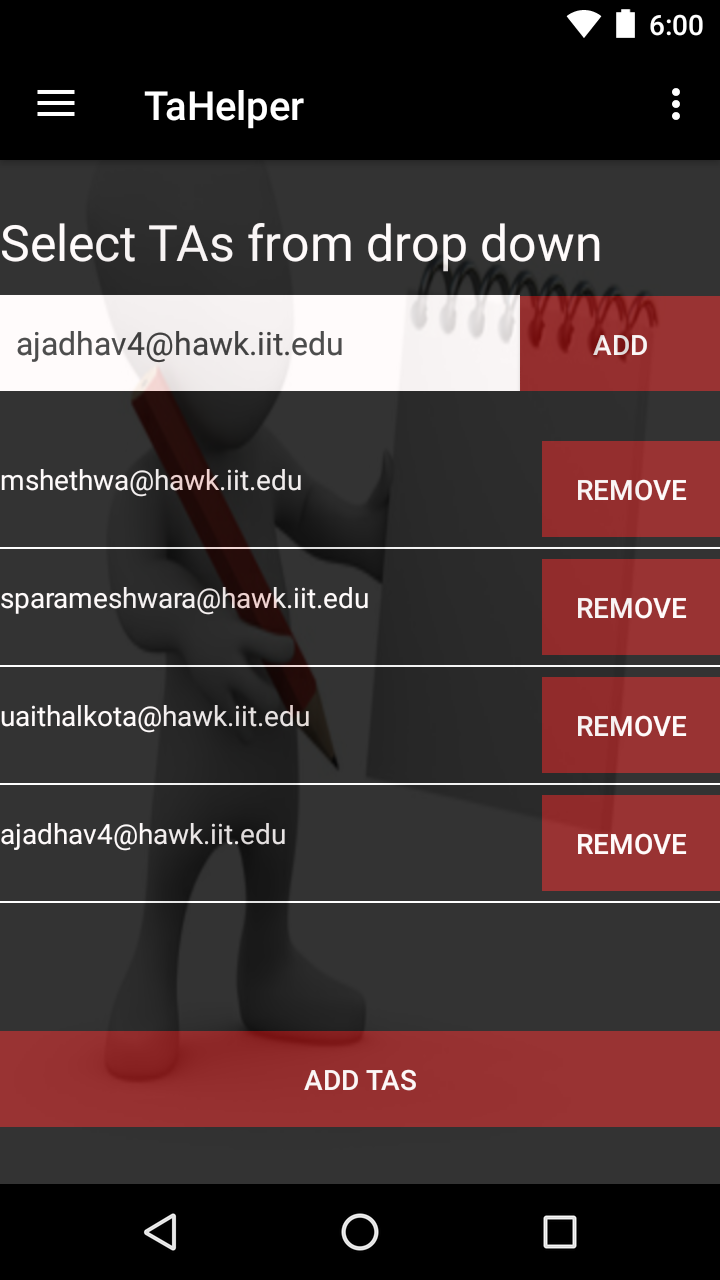 6:00
TaHelper
Select TAs from drop down
ajadhav4@hawk.iit.edu
ADD
mshethwa@hawk.iit.edu
REMOVE
sparameshwara@hawk.iit.edu
REMOVE
uaithalkota@hawk.iit.edu
REMOVE
ajadhav4@hawk.iit.edu
REMOVE
ADD TAS